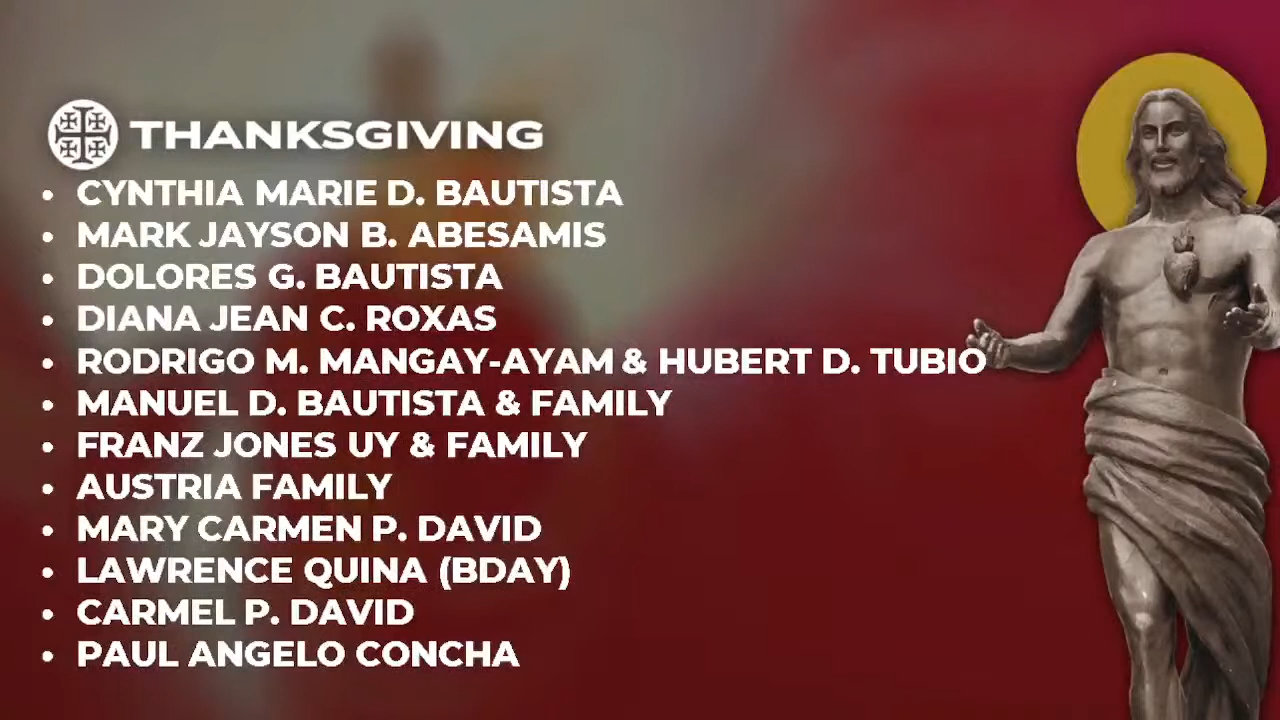 THANKSGIVING
• CYNTHIA MARIE D. BAUTISTA
• MARK JAYSON B. ABESAMIS
• DOLORES G. BAUTISTA
• DIANA JEAN C. ROXAS
• RODRIGO M. MANGAY-AYAM & HUBERT D. TUBIO
• MANUEL D. BAUTISTA & FAMILY
• FRANZ JONES UY & FAMILY
• AUSTRIA FAMILY
• MARY CARMEN P. DAVID
• LAWRENCE QUINA (BDAY)
• CARMEL P. DAVID
• PAUL ANGELO CONCHA